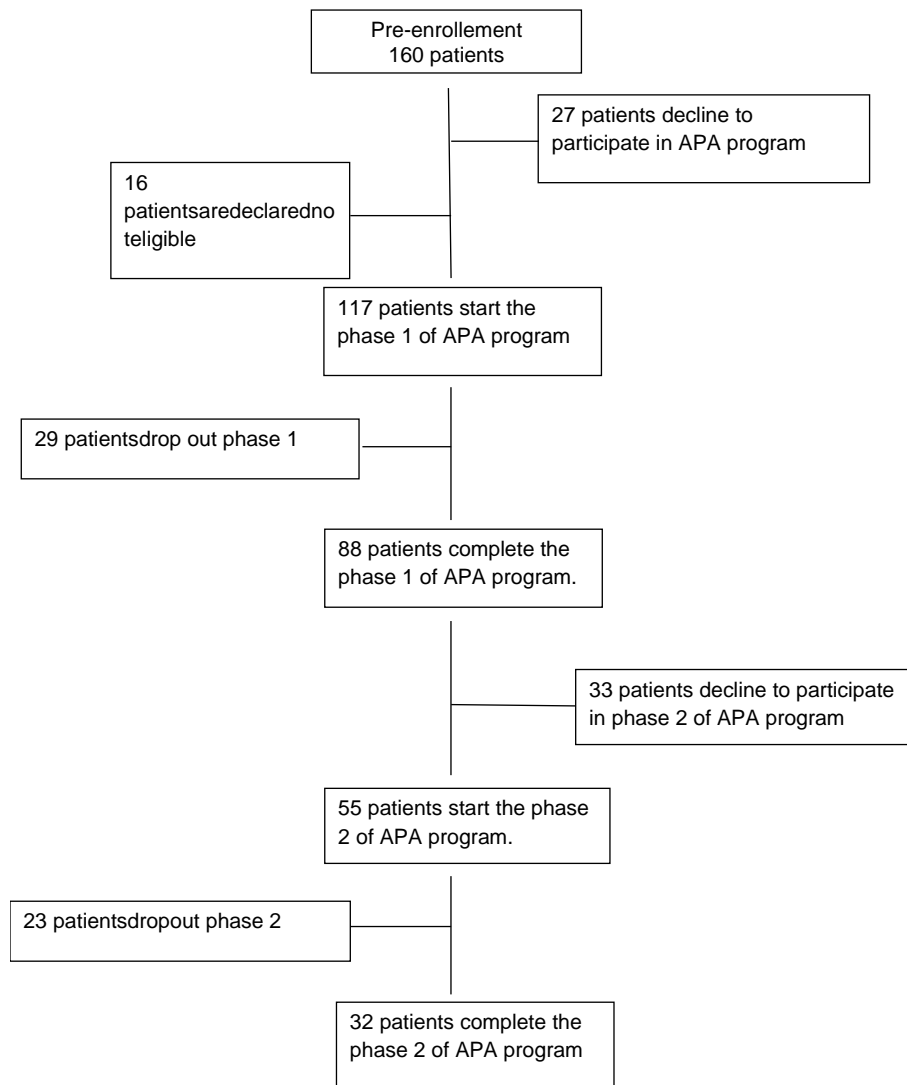 Pre-enrollement
160 patients
27 patients decline to
participate in APA program
16
patientsaredeclaredno
teligible
117 patients start the
phase 1 of APA program
29 patientsdrop out phase 1
88 patients complete the
phase 1 of APA program.
33 patients decline to participate
in phase 2 of APA program
55 patients start the phase
2 of APA program.
23 patientsdropout phase 2
32 patients complete the
phase 2 of APA program